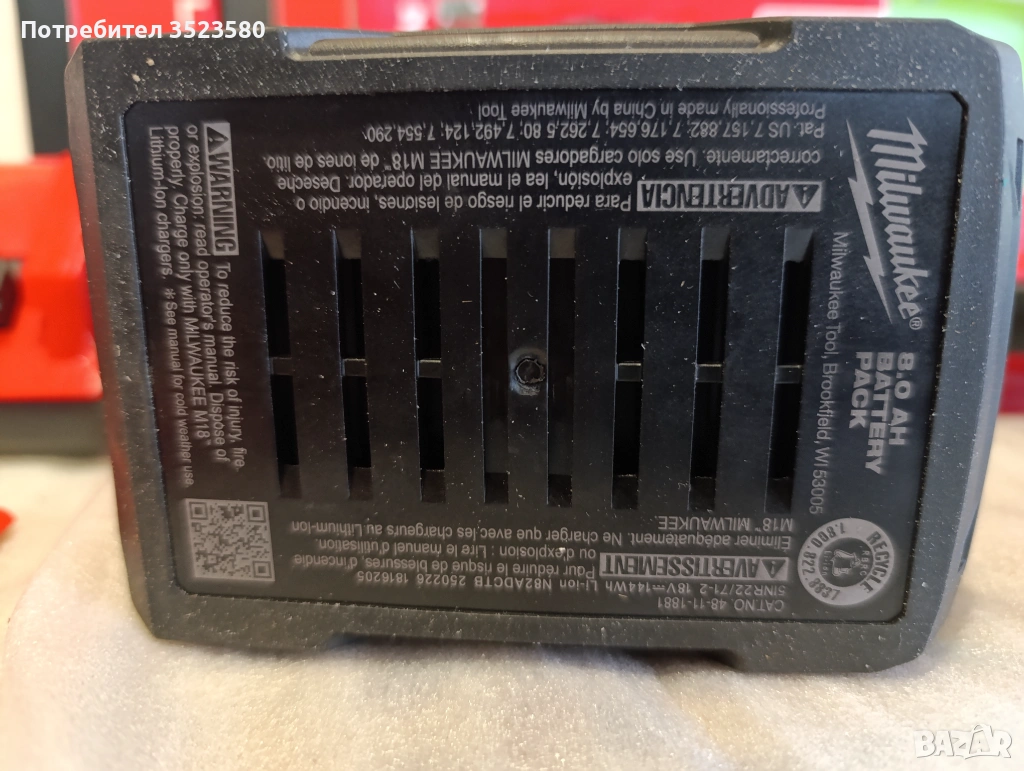 Потребител 3523580
Milwaukee®
8.0 AH
BATTERY
PACK
Milwaukee Tool, Brookfield, WI 53005
RECYCLE
1.800.822.
CAT.NO. 48-11-1881
5INR22/71-2 18V 144Wh
Li-ion N82ADCTB 250226 1816205
AVERTISSEMENT
Pour réduire le risque de blessures, d'incendie
ou d'explosion : Lire le manuel d'utilisation.
Éliminer adéquatement. Ne charger que avec les chargeurs au Lithium-Ion
M18™ MILWAUKEE.
ADVERTENCIA
Para reducir el riesgo de lesiones, incendio o
explosión, lea el manual del operador. Deseche
correctamente. Use solo cargadores MILWAUKEE M18™ de iones de litio.
Pat. US 7,157,882; 7,176,654; 7,262,580; 7,492,124; 7,554,290
Professionally made in China by Milwaukee Tool
WARNING
To reduce the risk of injury, fire,
or explosion: read operator's manual. Dispose of
properly. Charge only with MILWAUKEE M18™
Lithium-Ion chargers.
※See manual for cold weather use.
BAZAR